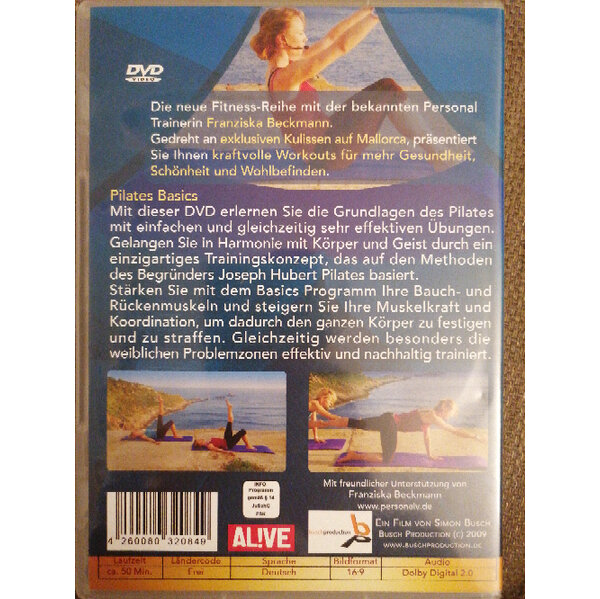 DVD
VIDEO
Die neue Fitness-Reihe mit der bekannten Personal
Trainerin Franziska Beckmann.
Gedreht an exklusiven Kulissen auf Mallorca, präsentiert
Sie Ihnen kraftvolle Workouts für mehr Gesundheit,
Schönheit und Wohlbefinden.
Pilates Basics
Mit dieser DVD erlernen Sie die Grundlagen des Pilates
mit einfachen und gleichzeitig sehr effektiven Übungen.
Gelangen Sie in Harmonie mit Körper und Geist durch ein
einzigartiges Trainingskonzept, das auf den Methoden
des Begründers Joseph Hubert Pilates basiert.
Stärken Sie mit dem Basics Programm Ihre Bauch- und
Rückenmuskeln und steigern Sie Ihre Muskelkraft und
Koordination, um dadurch den ganzen Körper zu festigen
und zu straffen. Gleichzeitig werden besonders die
weiblichen Problemzonen effektiv und nachhaltig trainiert.
Mit freundlicher Unterstützung von
Franziska Beckmann
www.personalv.de
INFO
Programm
gemäß § 14
JuSchG
AL!VE
buschproduction
EIN FILM VON SIMON BUSCH
BUSCH PRODUCTION (C) 2009
WWW.BUSCHPRODUCTION.DE
4 260080 320849
Laufzeit Ländercode Sprache Bildformat Audio
ca. 50 Min. Frei Deutsch 16:9 Dolby Digital 2.0